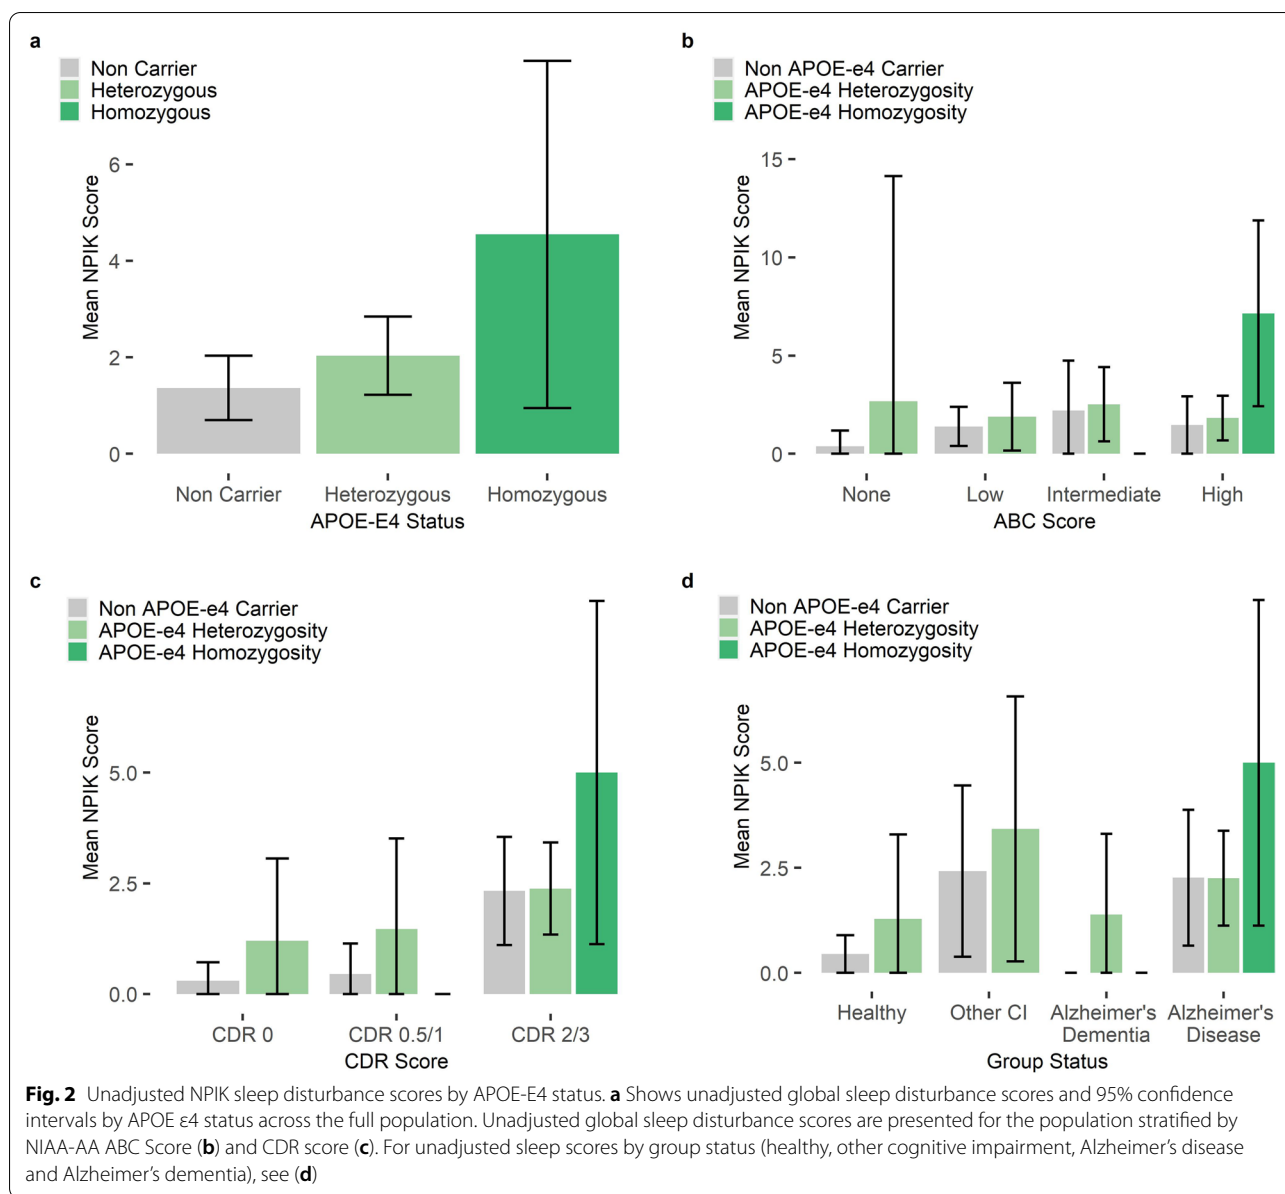 a
Non Carrier
Heterozygous
Homozygous
Mean NPIK Score
6
4
2
0
Non Carrier
Heterozygous
Homozygous
APOE-E4 Status
b
Non APOE-e4 Carrier
APOE-e4 Heterozygosity
APOE-e4 Homozygosity
Mean NPIK Score
15
10
5
0
None
Low
Intermediate
High
ABC Score
c
Non APOE-e4 Carrier
APOE-e4 Heterozygosity
APOE-e4 Homozygosity
Mean NPIK Score
5.0
2.5
0.0
CDR 0
CDR 0.5/1
CDR 2/3
CDR Score
d
Non APOE-e4 Carrier
APOE-e4 Heterozygosity
APOE-e4 Homozygosity
Mean NPIK Score
5.0
2.5
0.0
Healthy
Other CI
Alzheimer's
Dementia
Alzheimer's
Disease
Group Status
Fig. 2 Unadjusted NPIK sleep disturbance scores by APOE-E4 status. a Shows unadjusted global sleep disturbance scores and 95% confidence
intervals by APOE ε4 status across the full population. Unadjusted global sleep disturbance scores are presented for the population stratified by
NIAA-AA ABC Score (b) and CDR score (c). For unadjusted sleep scores by group status (healthy, other cognitive impairment, Alzheimer’s disease
and Alzheimer’s dementia), see (d)